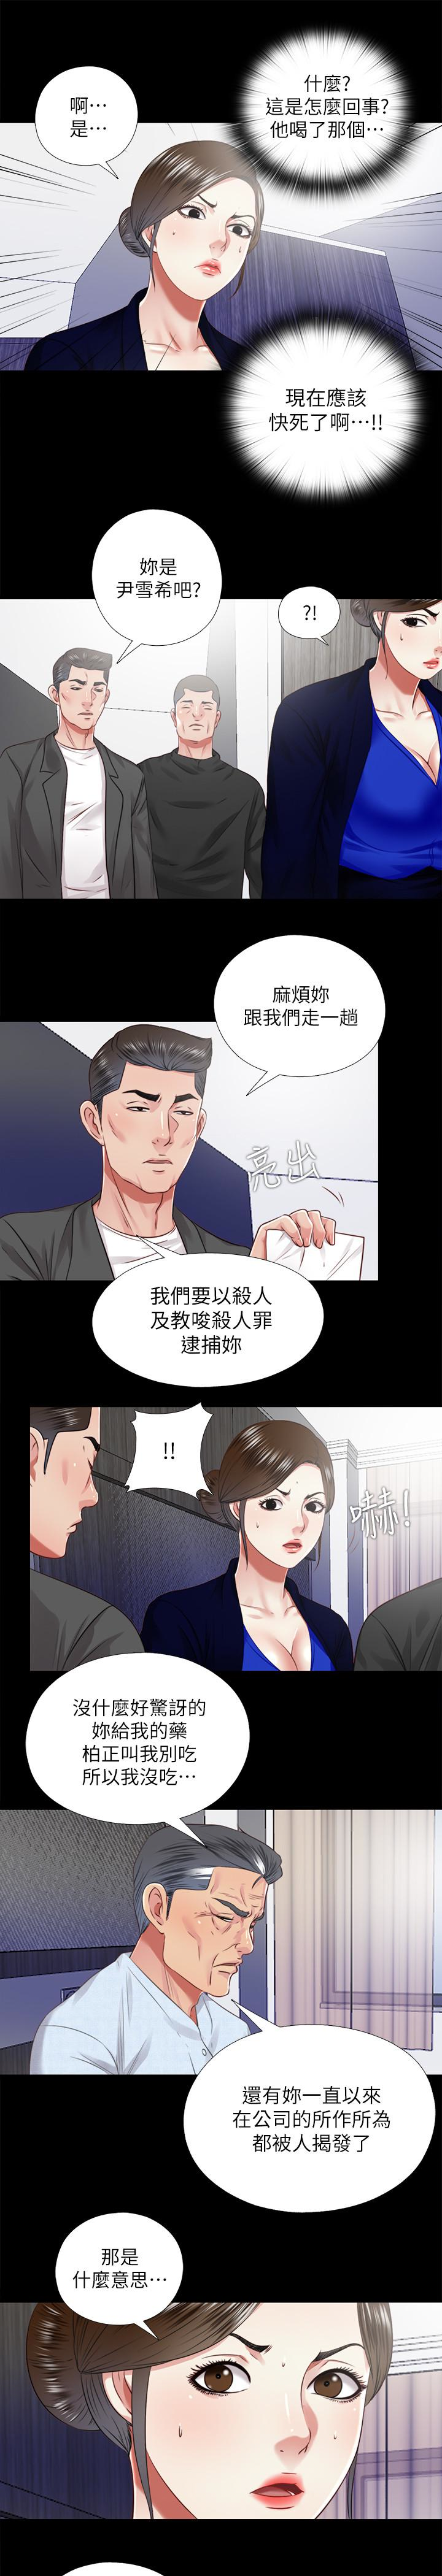 啊⋯
是⋯
什麼?
這是怎麼回事?
他喝了那個⋯
現在應該
快死了啊⋯!!
妳是
尹雪希吧?
?!
麻煩妳
跟我們走一趟
亮出
我們要以殺人
及教唆殺人罪
逮捕妳
!!
嚇!
沒什麼好驚訝的
妳給我的藥
柏正叫我別吃
所以我沒吃⋯
還有妳一直以來
在公司的所作所為
都被人揭發了
那是
什麼意思⋯